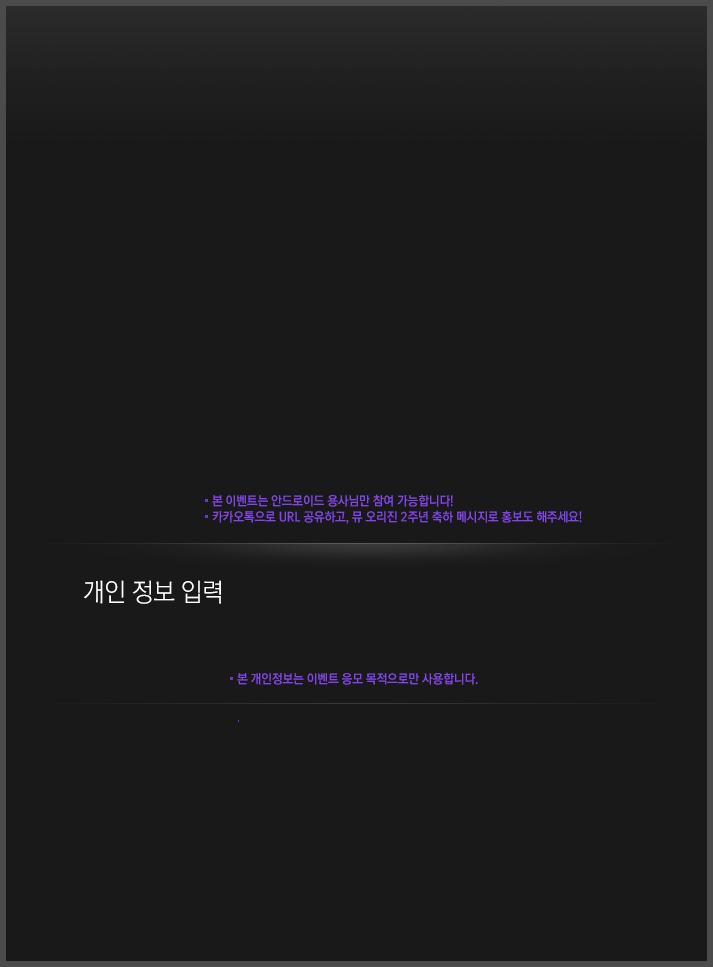 ▪ 본 이벤트는 안드로이드 용사님만 참여 가능합니다!
▪ 카카오톡으로 URL 공유하고, 뮤 오리진 2주년 축하 메시지로 홍보도 해주세요!
개인 정보 입력
▪ 본 개인정보는 이벤트 응모 목적으로만 사용합니다.